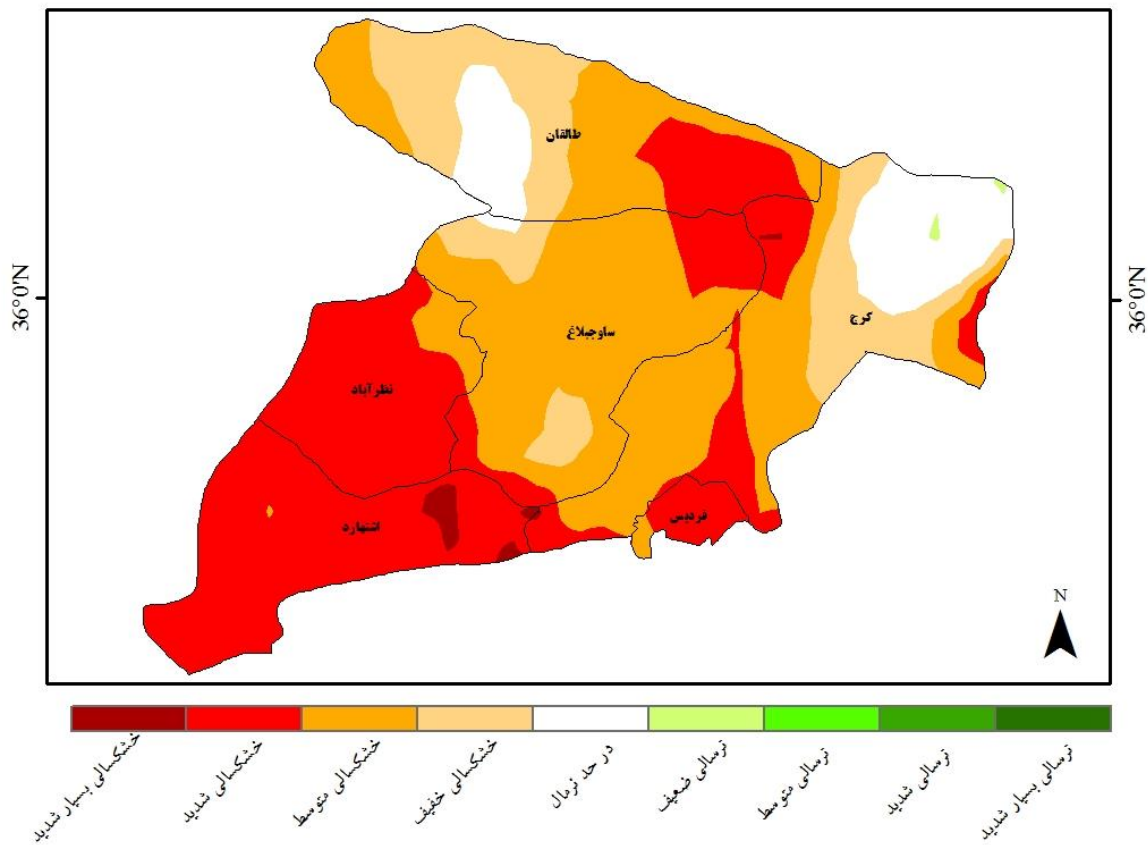 طالقان
کرج
ساوجبلاغ
نظرآباد
اشتهارد
فردیس
36°0'N
36°0'N
N
خشکسالی بسیار شدید
خشکسالی شدید
خشکسالی متوسط
خشکسالی خفیف
در حد نرمال
ترسالی ضعیف
ترسالی متوسط
ترسالی شدید
ترسالی بسیار شدید